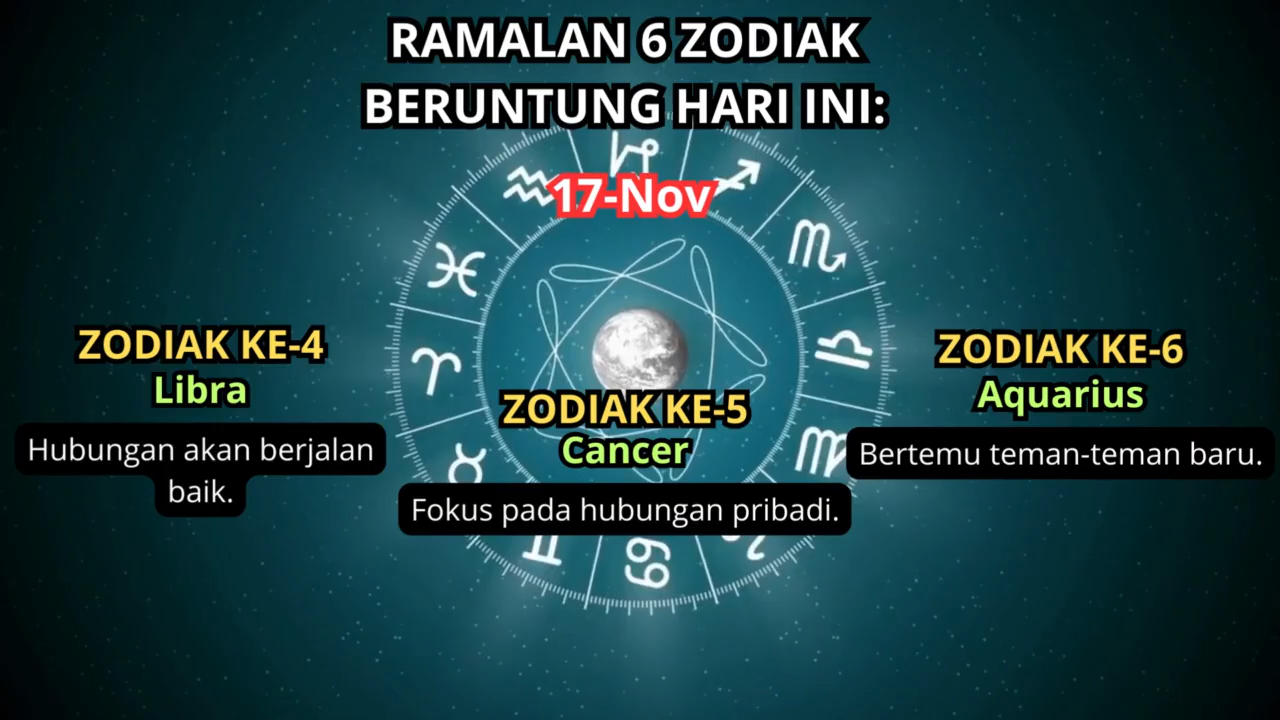 RAMALAN 6 ZODIAK
BERUNTUNG HARI INI:
17-Nov
ZODIAK KE-4
Libra
Hubungan akan berjalan
baik.
ZODIAK KE-5
Cancer
Fokus pada hubungan pribadi.
ZODIAK KE-6
Aquarius
Bertemu teman-teman baru.